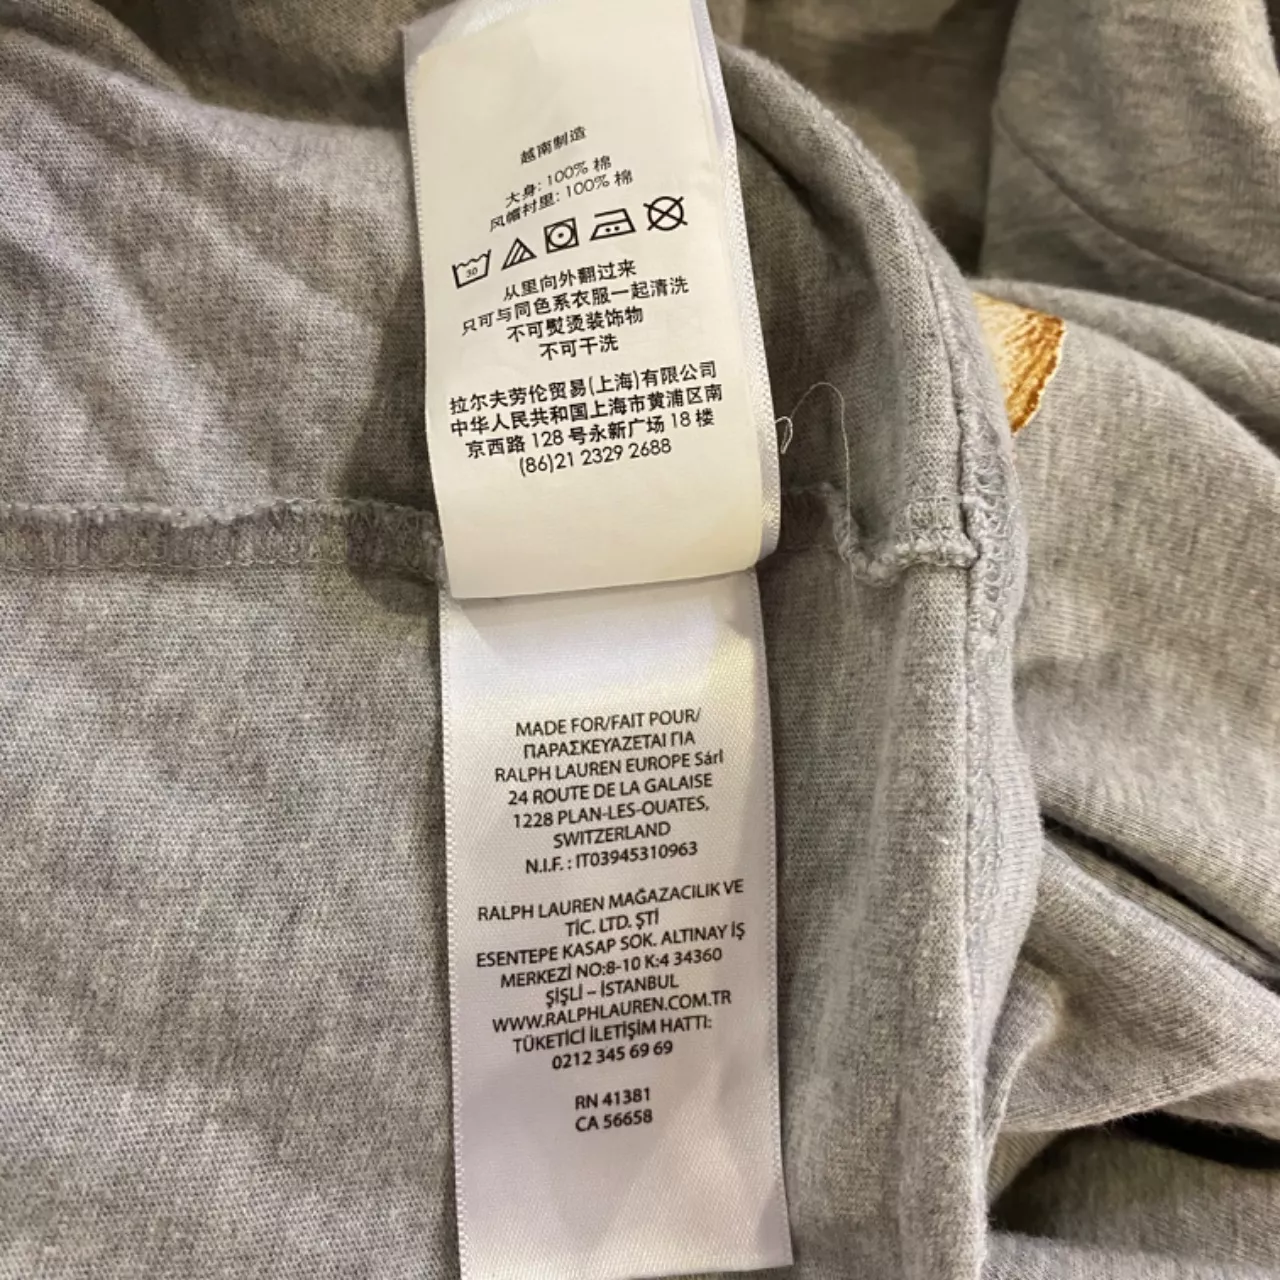 越南制造
大身: 100% 棉
风帽衬里: 100% 棉
30
从里向外翻过来
只可与同色系衣服一起清洗
不可熨烫装饰物
不可干洗
拉尔夫劳伦贸易(上海)有限公司
中华人民共和国上海市黄浦区南
京西路 128 号永新广场 18 楼
(86)21 2329 2688
MADE FOR/FAIT POUR/
ΠΑΡΑΣΚΕΥΑΖΕΤΑΙ ΓΙΑ
RALPH LAUREN EUROPE Sárl
24 ROUTE DE LA GALAISE
1228 PLAN-LES-OUATES,
SWITZERLAND
N.I.F. : IT03945310963
RALPH LAUREN MAĞAZACILIK VE
TİC. LTD. ŞTİ
ESENTEPE KASAP SOK. ALTINAY İŞ
MERKEZİ NO:8-10 K:4 34360
ŞİŞLİ – İSTANBUL
WWW.RALPHLAUREN.COM.TR
TÜKETİCİ İLETİŞİM HATTI:
0212 345 69 69
RN 41381
CA 56658